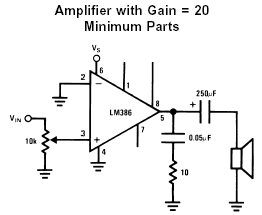 Amplifier with Gain = 20
Minimum Parts
VS
6
2
1
VIN
LM386
8
250µF
+
5
10k
3
+
7
0.05µF
4
10